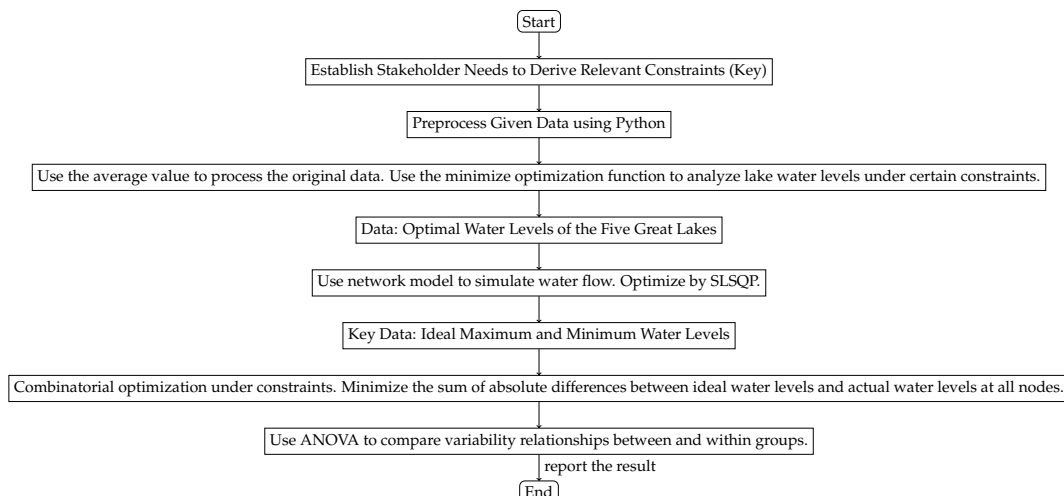 Start
Establish Stakeholder Needs to Derive Relevant Constraints (Key)
Preprocess Given Data using Python
Use the average value to process the original data. Use the minimize optimization function to analyze lake water levels under certain constraints.
Data: Optimal Water Levels of the Five Great Lakes
Use network model to simulate water flow. Optimize by SLSQP.
Key Data: Ideal Maximum and Minimum Water Levels
Combinatorial optimization under constraints. Minimize the sum of absolute differences between ideal water levels and actual water levels at all nodes.
Use ANOVA to compare variability relationships between and within groups.
report the result
End